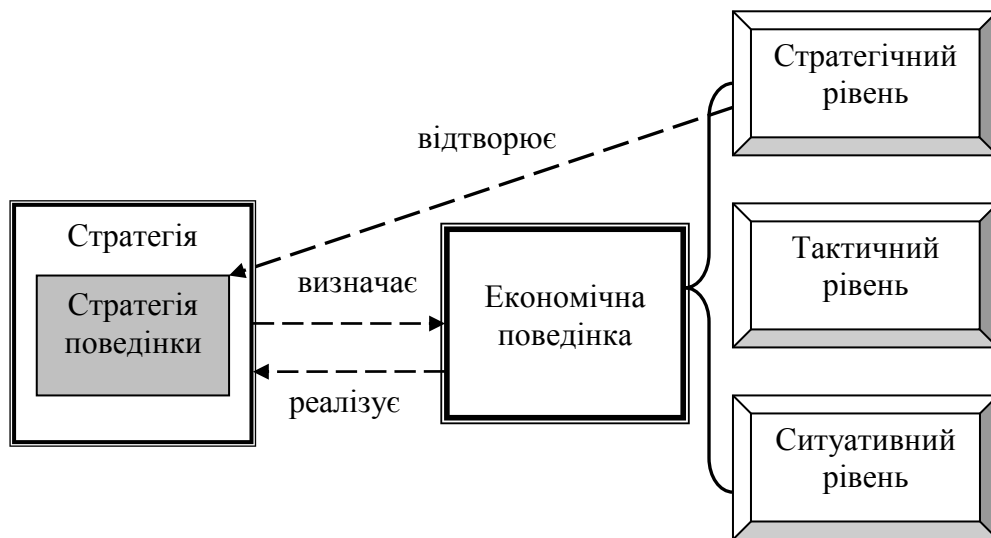 Стратегічний
рівень
відтворює
Стратегія
Стратегія
поведінки
визначає
реалізує
Економічна
поведінка
Тактичний
рівень
Ситуативний
рівень